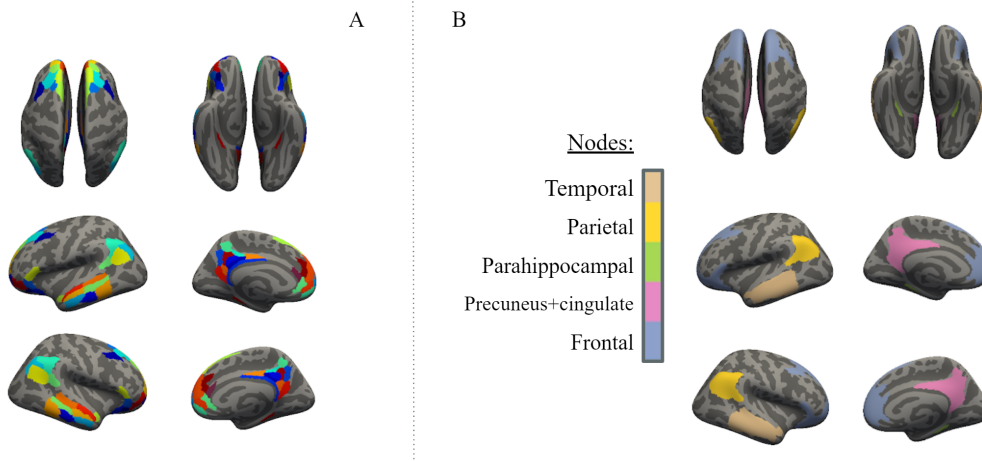 A
B
Nodes:
Temporal
Parietal
Parahippocampal
Precuneus+cingulate
Frontal